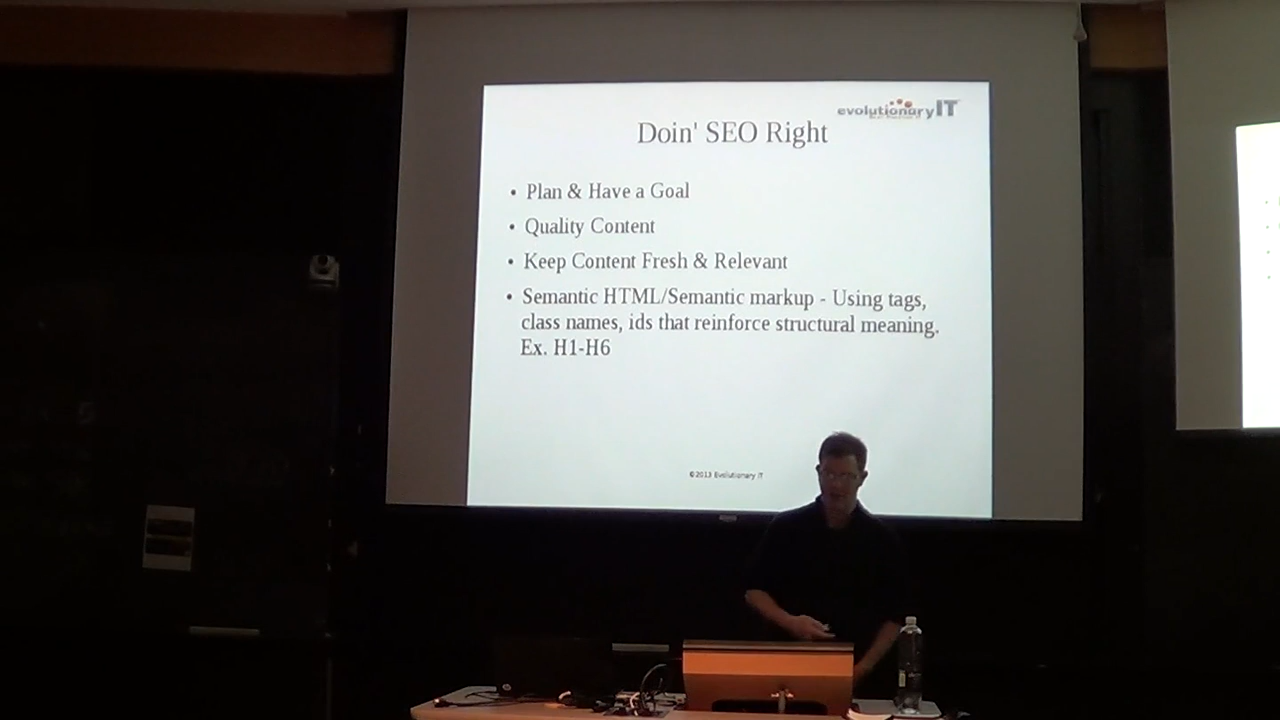 evolutionaryIT
Doin' SEO Right
• Plan & Have a Goal
• Quality Content
• Keep Content Fresh & Relevant
• Semantic HTML/Semantic markup - Using tags,
class names, ids that reinforce structural meaning.
Ex. H1-H6
©2013 Evolutionary IT